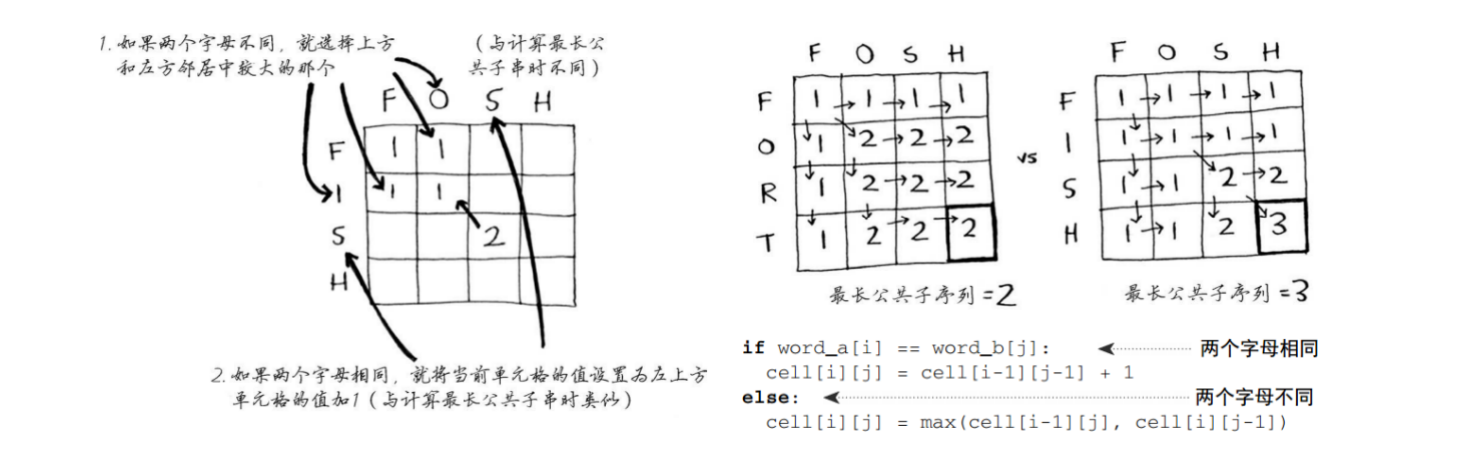 1. 如果两个字母不同，就选择上方
和左方邻居中较大的那个
（与计算最长公
共子串时不同）
F O S H
F 1 1
I 1 1
S 2
H
2. 如果两个字母相同，就将当前单元格的值设置为左上方
单元格的值加1（与计算最长公共子串时类似）
F O S H
F 1 1 1 1
O 1 2 2 2
R 1 2 2 2
T 1 2 2 2
最长公共子序列=2
vs
F O S H
F 1 1 1 1
I 1 1 1 1
S 1 1 2 2
H 1 1 2 3
最长公共子序列=3
if word_a[i] == word_b[j]: 两个字母相同
cell[i][j] = cell[i-1][j-1] + 1
else: 两个字母不同
cell[i][j] = max(cell[i-1][j], cell[i][j-1])